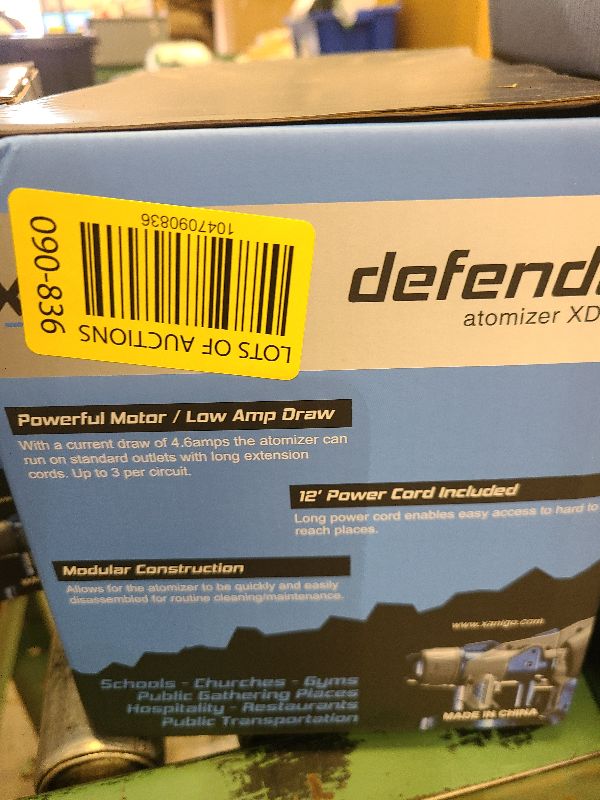 1047090836
LOTS OF AUCTIONS
090-836
defend
atomizer XD
Powerful Motor / Low Amp Draw
With a current draw of 4.6amps the atomizer can
run on standard outlets with long extension
cords. Up to 3 per circuit.
12' Power Cord Included
Long power cord enables easy access to hard to
reach places.
Modular Construction
Allows for the atomizer to be quickly and easily
disassembled for routine cleaning/maintenance.
www.xanigo.com
Schools - Churches - Gyms
Public Gathering Places
Hospitality - Restaurants
Public Transportation
MADE IN CHINA